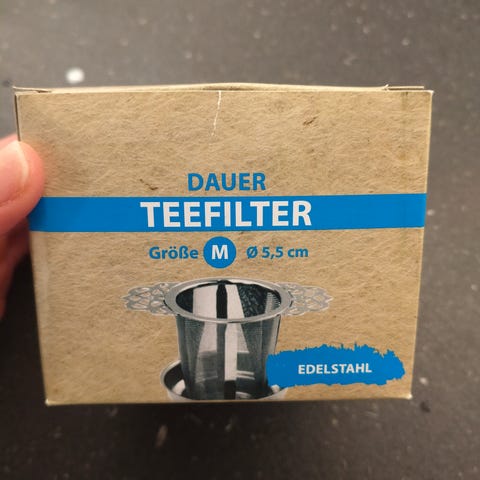 DAUER
TEEFILTER
Größe M Ø 5,5 cm
EDELSTAHL